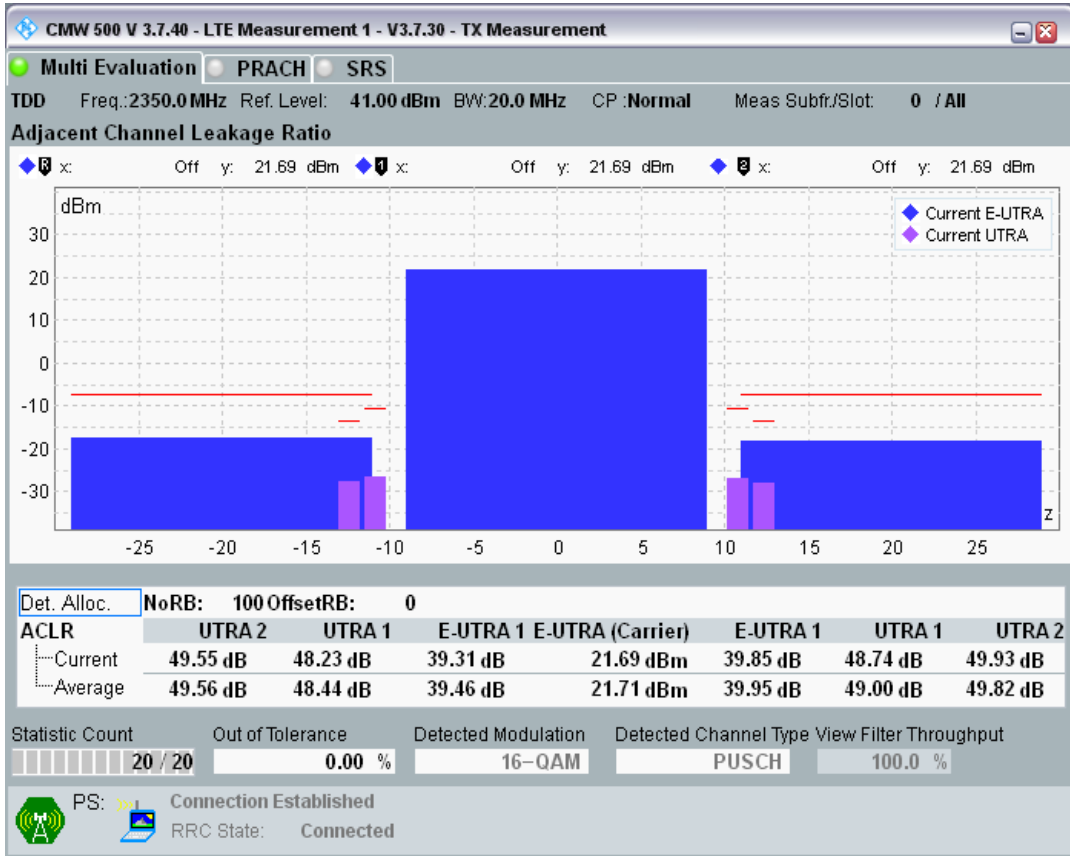 CMW 500 V 3.7.40 - LTE Measurement 1 - V3.7.30 - TX Measurement
Multi Evaluation PRACH SRS
TDD Freq.:2350.0 MHz Ref. Level: 41.00 dBm BW:20.0 MHz CP :Normal Meas Subfr./Slot: 0 / All
Adjacent Channel Leakage Ratio
R x: Off y: 21.69 dBm 1 x: Off y: 21.69 dBm 2 x: Off y: 21.69 dBm
dBm
Current E-UTRA
Current UTRA
30
20
10
0
-10
-20
-30
z
-25 -20 -15 -10 -5 0 5 10 15 20 25
Det. Alloc. NoRB: 100 OffsetRB: 0
ACLR UTRA 2 UTRA 1 E-UTRA 1 E-UTRA (Carrier) E-UTRA 1 UTRA 1 UTRA 2
Current 49.55 dB 48.23 dB 39.31 dB 21.69 dBm 39.85 dB 48.74 dB 49.93 dB
Average 49.56 dB 48.44 dB 39.46 dB 21.71 dBm 39.95 dB 49.00 dB 49.82 dB
Statistic Count Out of Tolerance Detected Modulation Detected Channel Type View Filter Throughput
20 / 20 0.00 % 16-QAM PUSCH 100.0 %
PS: Connection Established
RRC State: Connected